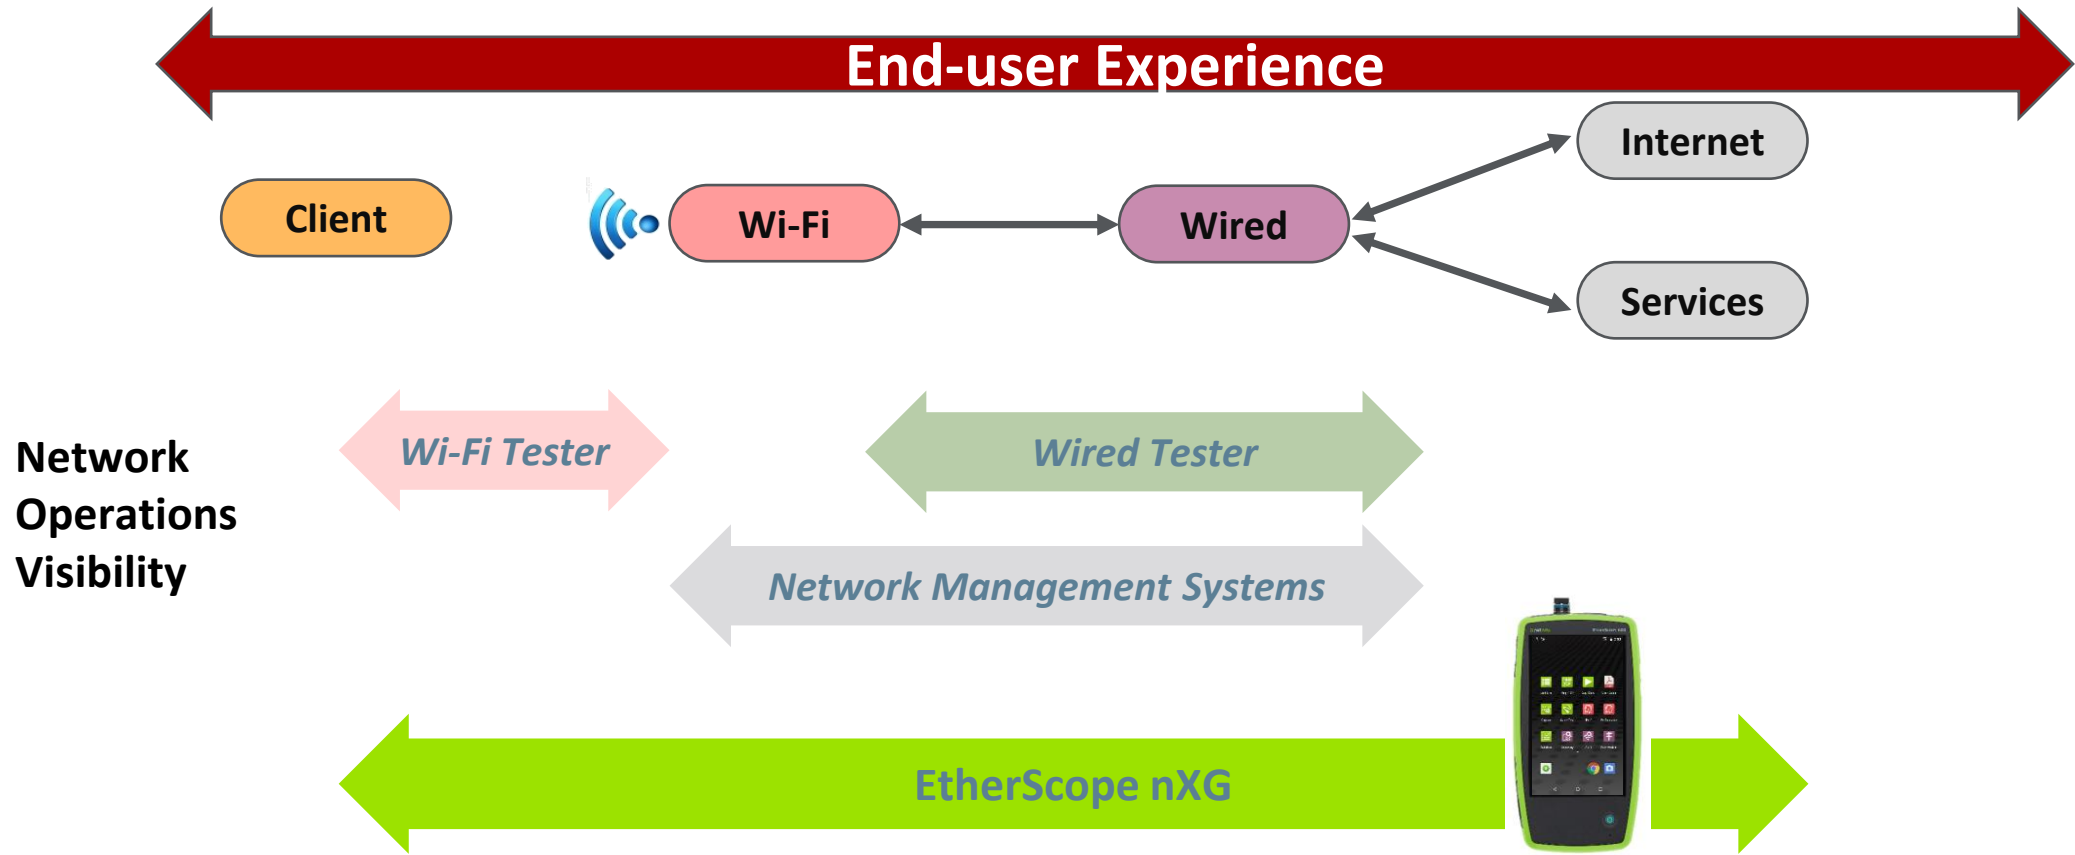 End-user Experience
Internet
Client
Wi-Fi
Wired
Services
Wi-Fi Tester
Wired Tester
Network
Operations
Visibility
Network Management Systems
EtherScope nXG